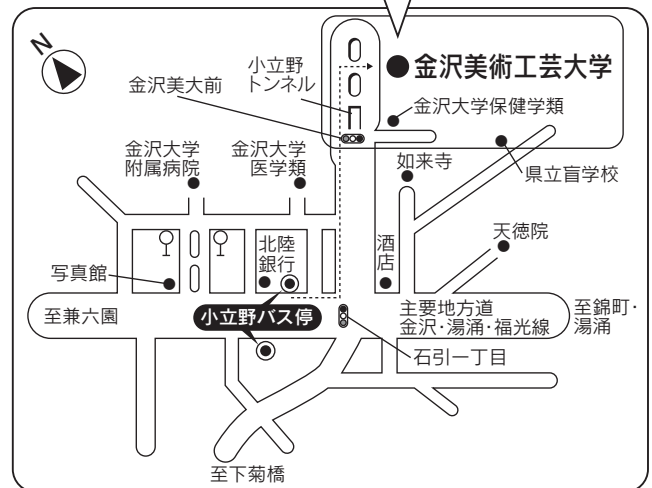 N
金沢美術工芸大学
小立野
トンネル
金沢美大前
金沢大学保健学類
金沢大学
附属病院
金沢大学
医学類
如来寺
県立盲学校
天徳院
北陸
銀行
酒
店
写真館
至兼六園
小立野バス停
主要地方道
金沢・湯涌・福光線
至錦町・
湯涌
石引一丁目
至下菊橋